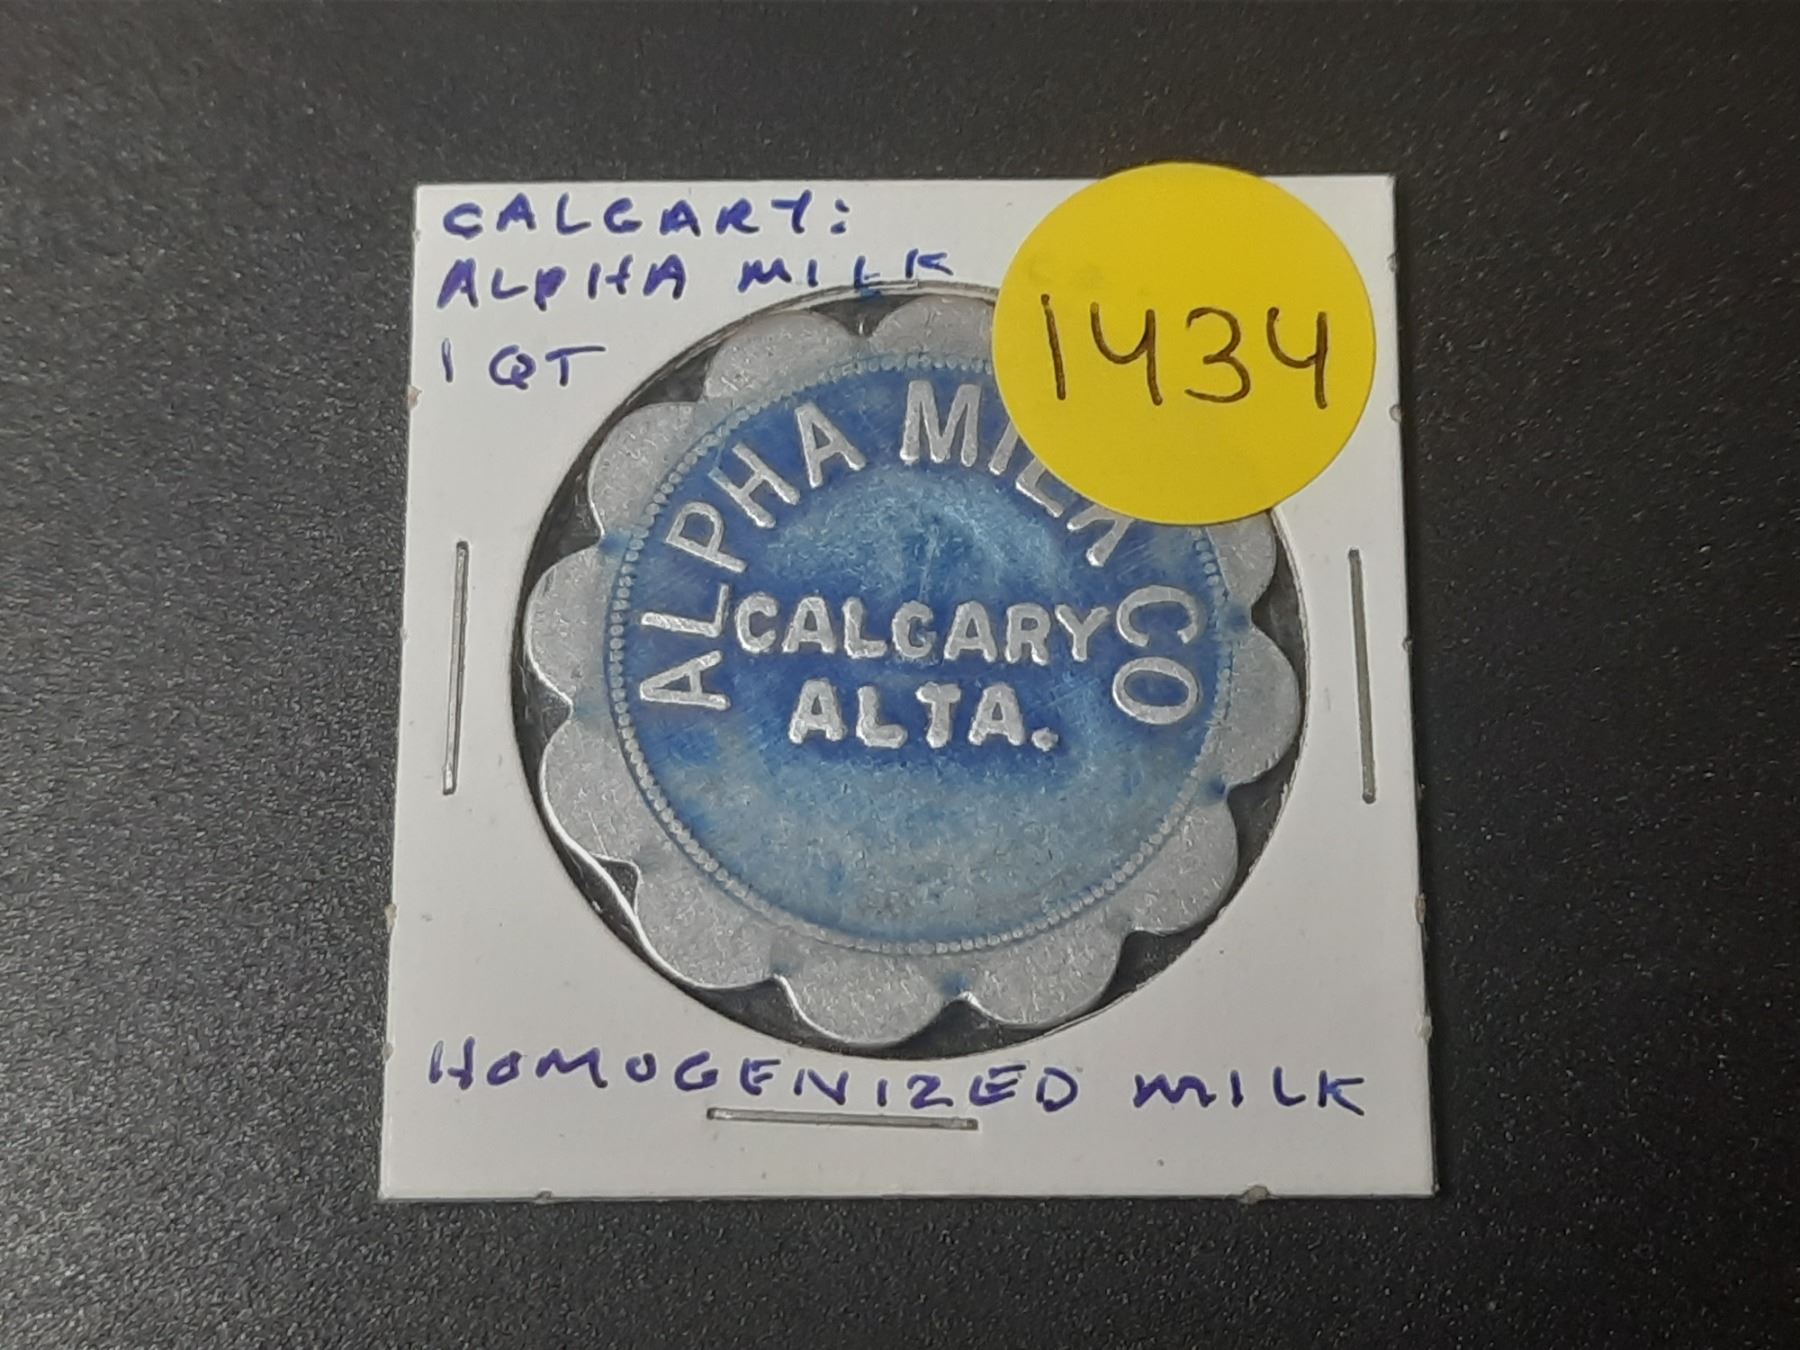 CALGARY:
ALPHA MILK
1 QT
1434
ALPHA MILK CO
CALGARY
ALTA.
HOMOGENIZED MILK